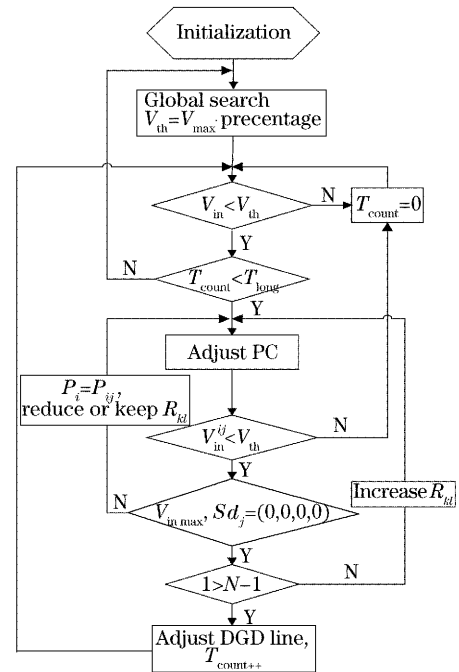 Initialization
Global search
V_th=V_max precentage
V_in<V_th
N
T_count=0
Y
N
T_count<T_long
Y
Adjust PC
P_i=P_ij,
reduce or keep R_kl
V_in^ij<V_th
N
Y
Increase R_kl
N
V_in max, Sd_j=(0,0,0,0)
Y
1>N−1
N
Y
Adjust DGD line,
T_count++